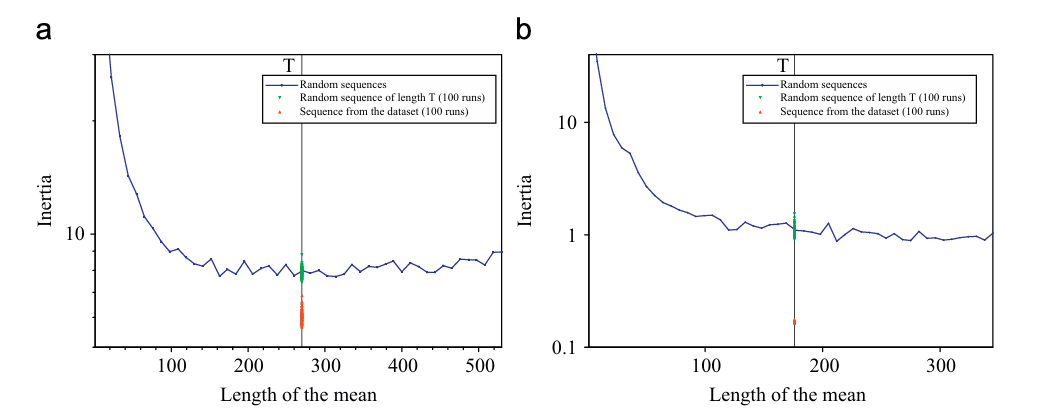 a
T
Random sequences
Random sequence of length T (100 runs)
Sequence from the dataset (100 runs)
Inertia
10
100 200 300 400 500
Length of the mean
b
T
Random sequences
Random sequence of length T (100 runs)
Sequence from the dataset (100 runs)
Inertia
10
1
0.1
100 200 300
Length of the mean